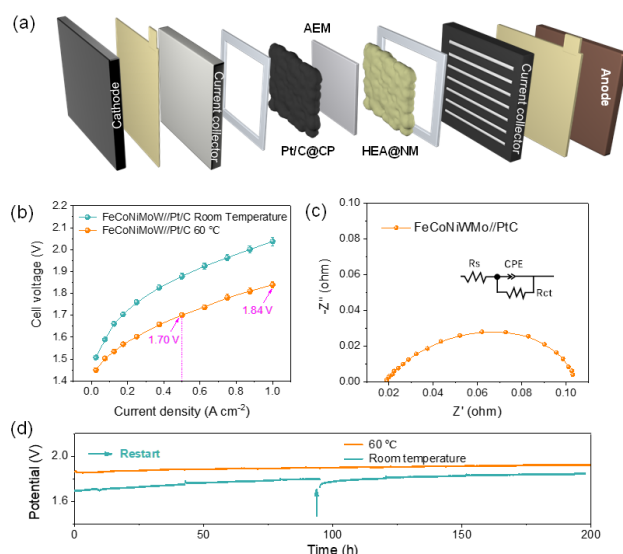 (a)
AEM
Cathode
Current collector
Pt/C@CP
HEA@NM
Current collector
Anode
(b)
FeCoNiMoW//Pt/C Room Temperature
FeCoNiMoW//Pt/C 60 °C
2.2
2.1
2.0
1.9
1.8
1.7
1.6
1.5
1.4
Cell voltage (V)
1.70 V
1.84 V
0.0 0.2 0.4 0.6 0.8 1.0
Current density (A cm⁻²)
(c)
FeCoNiWMo//PtC
Rs CPE
Rct
0.10
0.08
0.06
0.04
0.02
0.00
-Z'' (ohm)
0.02 0.04 0.06 0.08 0.10
Z' (ohm)
(d)
Restart
60 °C
Room temperature
2.0
1.8
1.6
Potential (V)
0 50 100 150 200
Time (h)